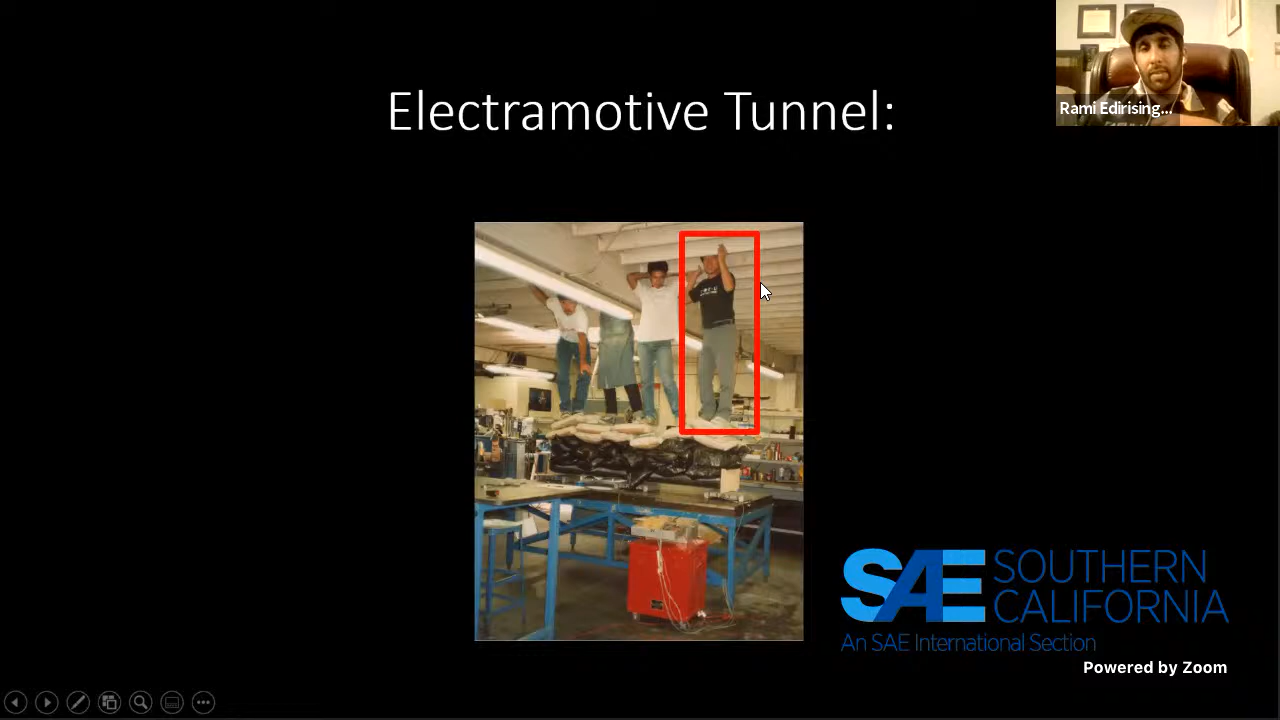 Electramotive Tunnel:
Rami Edirising...
SAE SOUTHERN
CALIFORNIA
An SAE International Section
Powered by Zoom